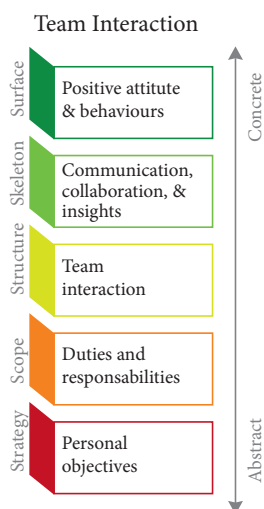 Team Interaction
Surface
Positive attitute
& behaviours
Concrete
Skeleton
Communication,
collaboration, &
insights
Structure
Team
interaction
Scope
Duties and
responsabilities
Strategy
Personal
objectives
Abstract